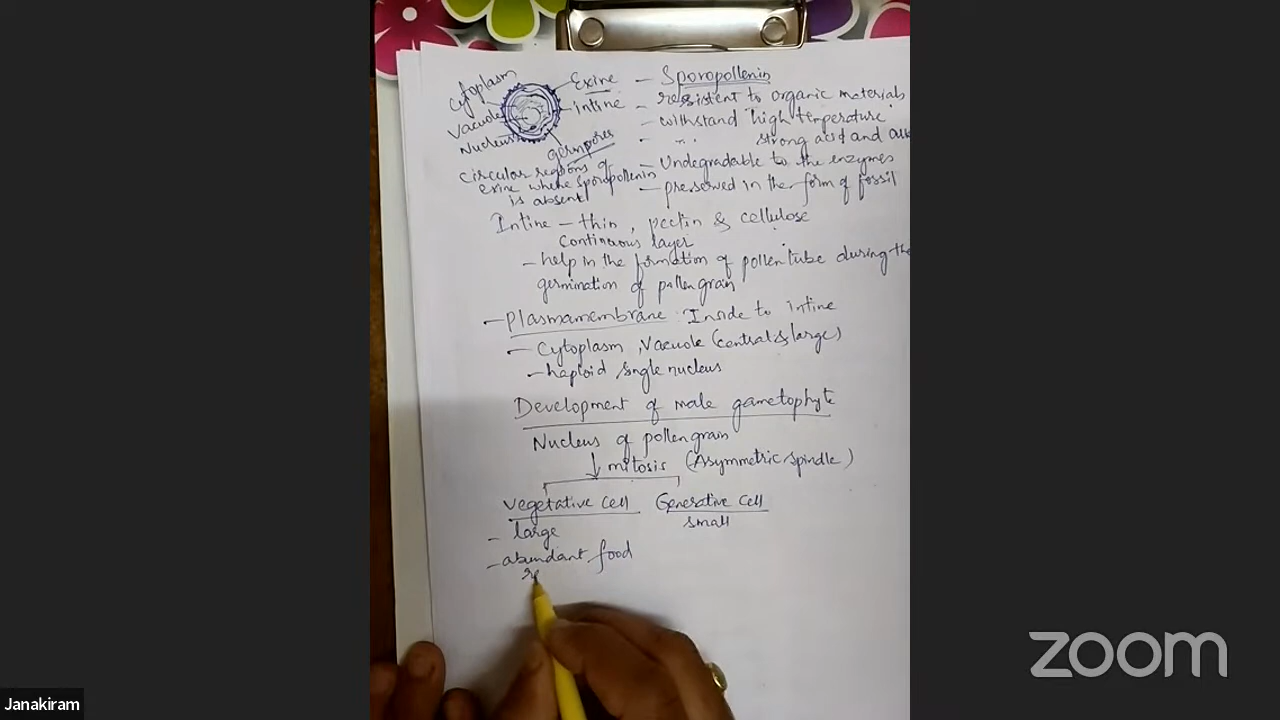 Cytoplasm
Vacuole
Nucleus
Exine — Sporopollenin
intine - resistent to organic materials
- withstand high temperature
- ,, strong acid and
germpores
Circular regions of
exine where sporopollenin
is absent
- Undegradable to the enzymes
- preserved in the form of fossil
Intine - thin, pectin & cellulose
Continuous layer
- help in the formation of pollen tube during the
germination of pollen grain
- Plasmamembrane : Inside to intine
- Cytoplasm, Vacuole (central & large)
- haploid single nucleus
Development of male gametophyte
Nucleus of pollengrain
↓ mitosis (Asymmetric spindle)
Vegetative cell Generative cell
- large small
- abundant food
re
Janakiram
zoom